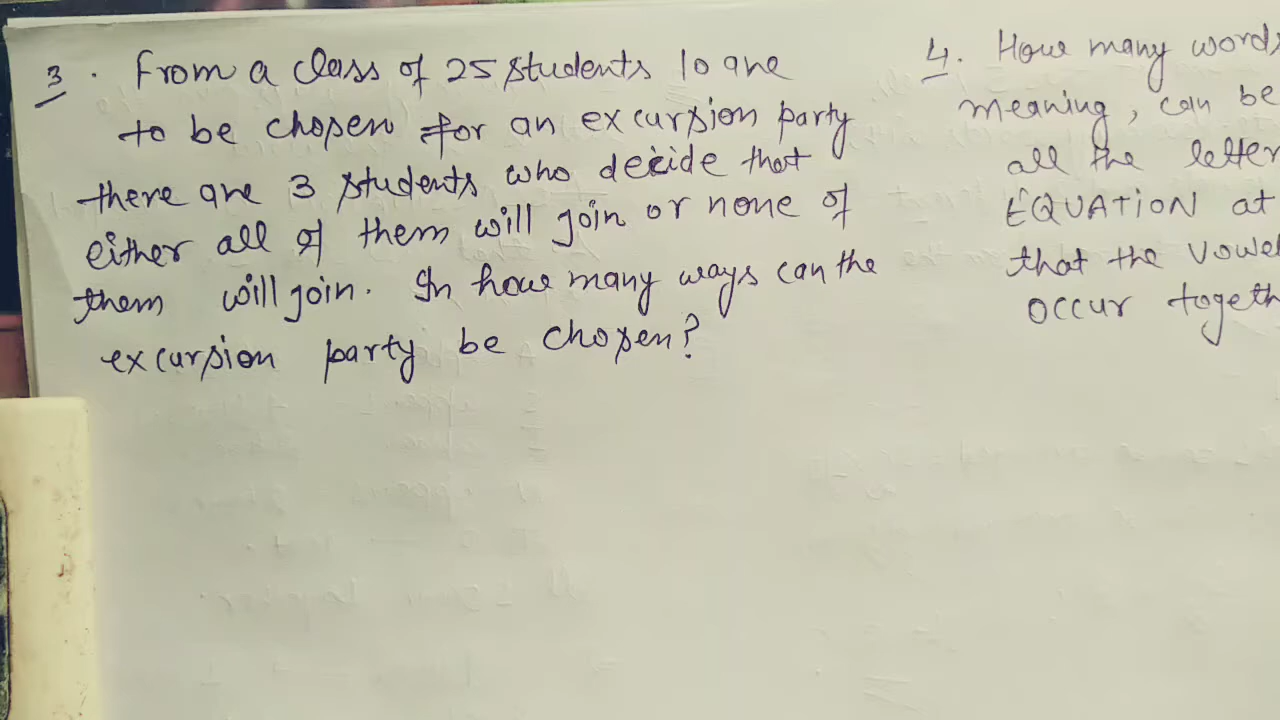 3. From a class of 25 students 10 are
to be chosen for an excursion party
there are 3 students who decide that
either all of them will join or none of
them will join. In how many ways can the
excursion party be chosen?
4. How many words
meaning, can be
all the letter
EQUATION at
that the vowel
occur togeth